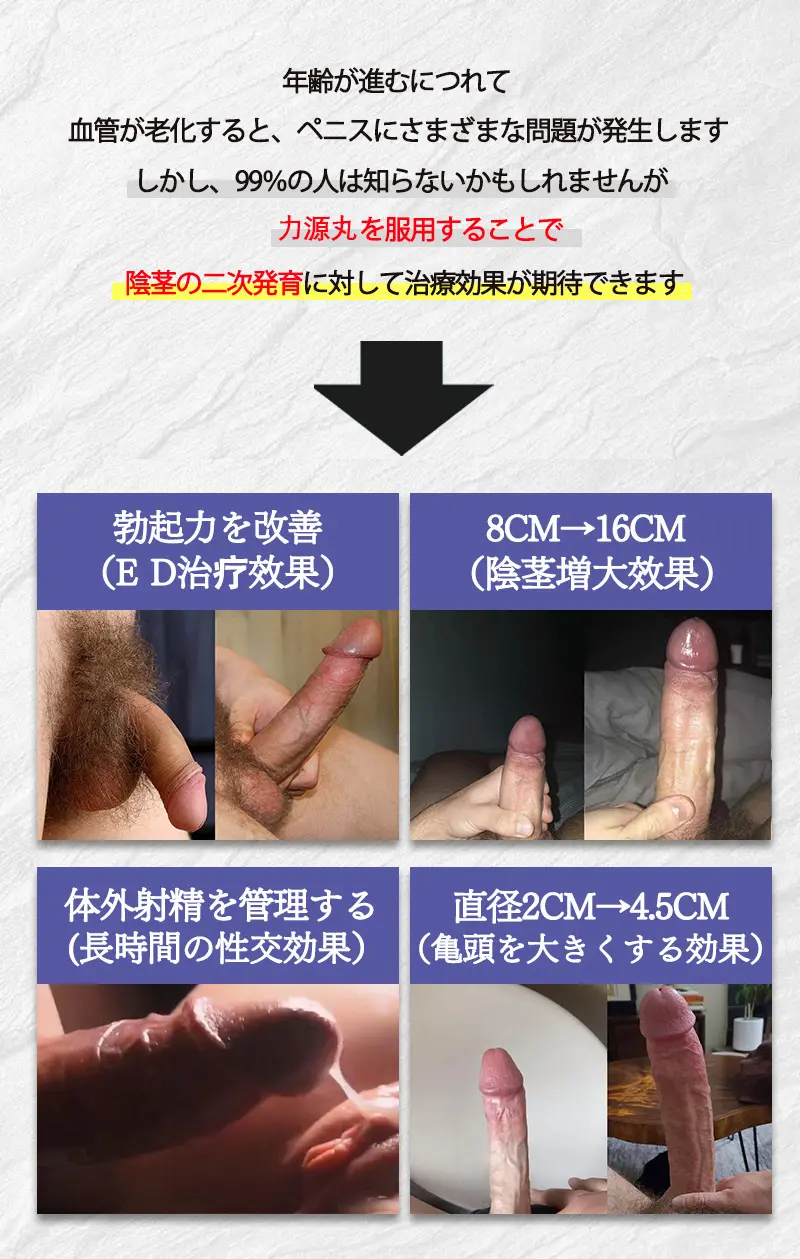 年齢が進むにつれて
血管が老化すると、ペニスにさまざまな問題が発生します
しかし、99%の人は知らないかもしれませんが
力源丸を服用することで
陰茎の二次発育に対して治療効果が期待できます
勃起力を改善
（E D治疗效果）
8CM→16CM
（陰茎増大効果）
体外射精を管理する
(長時間の性交効果）
直径2CM→4.5CM
（亀頭を大きくする効果）